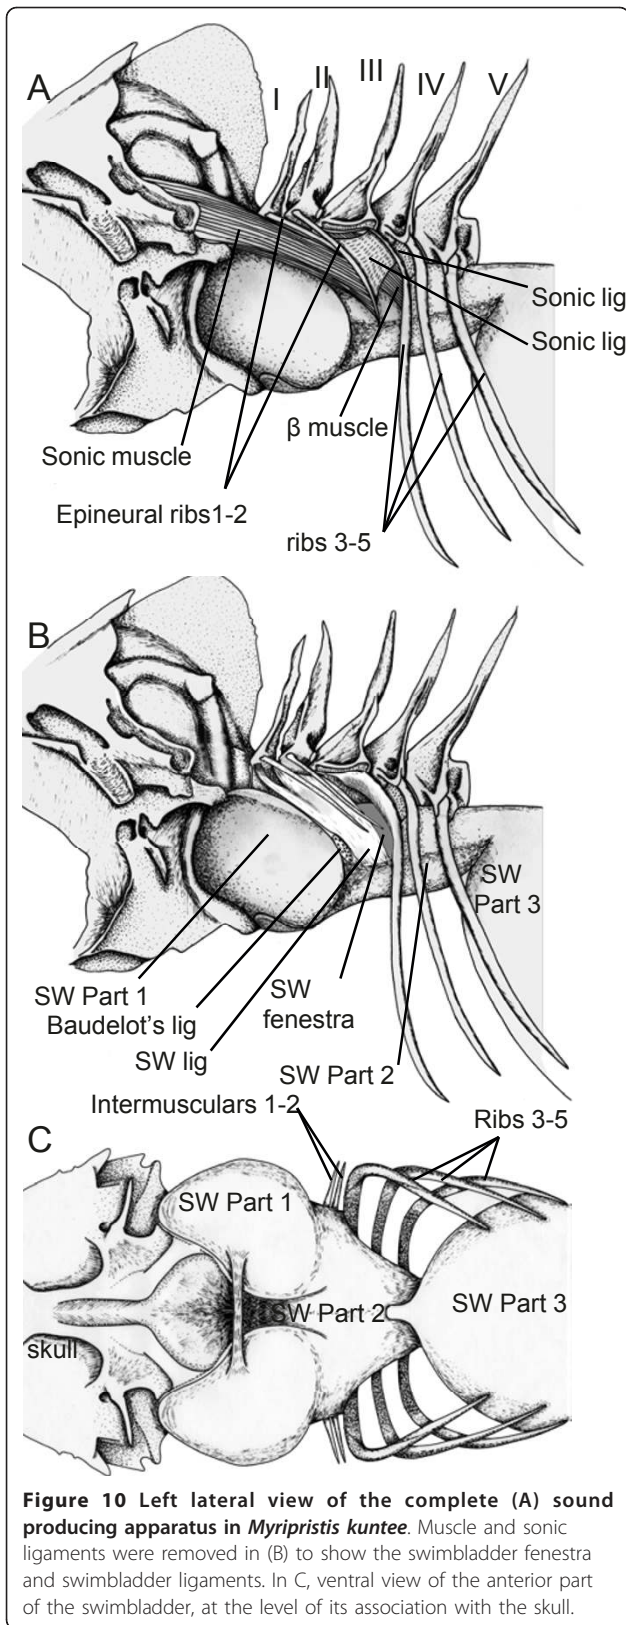 A
I
II
III
IV
V
Sonic lig
Sonic lig
β muscle
Sonic muscle
Epineural ribs1-2
ribs 3-5
B
SW
Part 3
SW Part 1
SW
fenestra
Baudelot's lig
SW lig
SW Part 2
Intermusculars 1-2
Ribs 3-5
C
SW Part 1
SW Part 2
SW Part 3
skull
Figure 10 Left lateral view of the complete (A) sound
producing apparatus in Myripristis kuntee. Muscle and sonic
ligaments were removed in (B) to show the swimbladder fenestra
and swimbladder ligaments. In C, ventral view of the anterior part
of the swimbladder, at the level of its association with the skull.